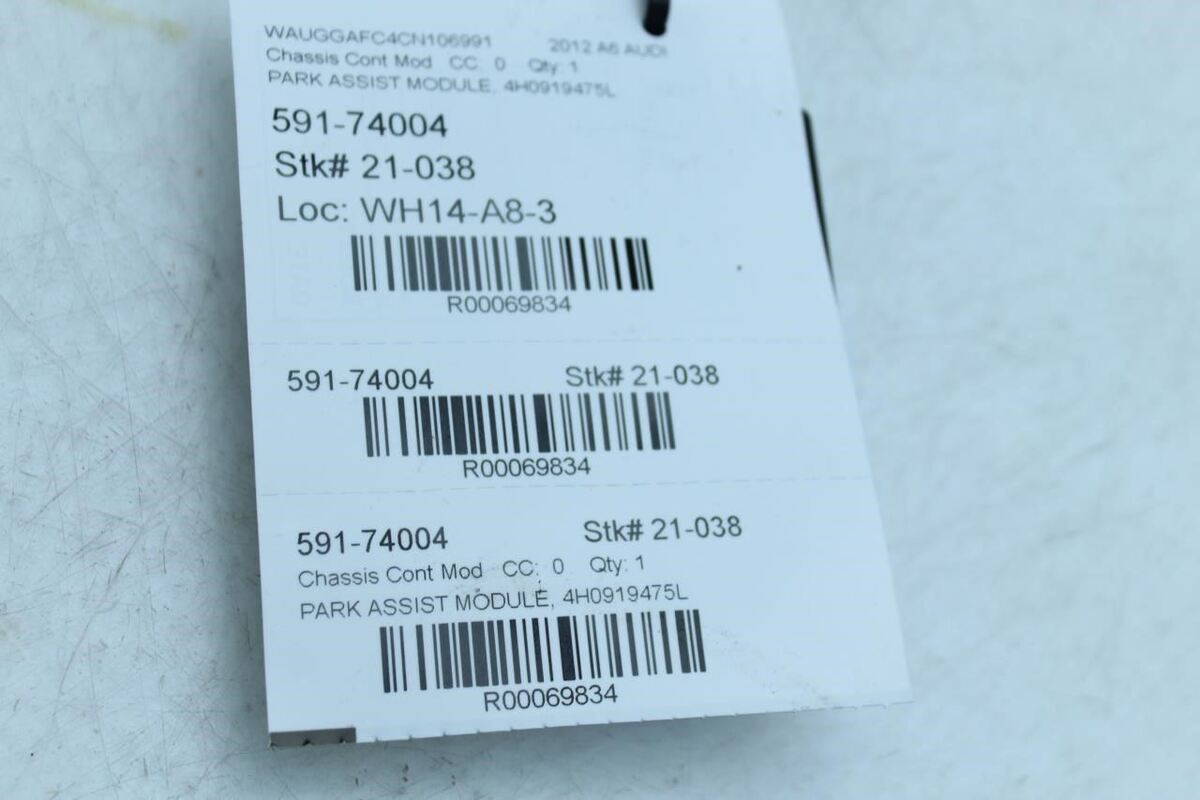 WAUGGAFC4CN106991 2012 A6 AUDI
Chassis Cont Mod CC: 0 Qty: 1
PARK ASSIST MODULE, 4H0919475L
591-74004
Stk# 21-038
Loc: WH14-A8-3
R00069834
591-74004 Stk# 21-038
R00069834
591-74004 Stk# 21-038
Chassis Cont Mod CC: 0 Qty: 1
PARK ASSIST MODULE, 4H0919475L
R00069834